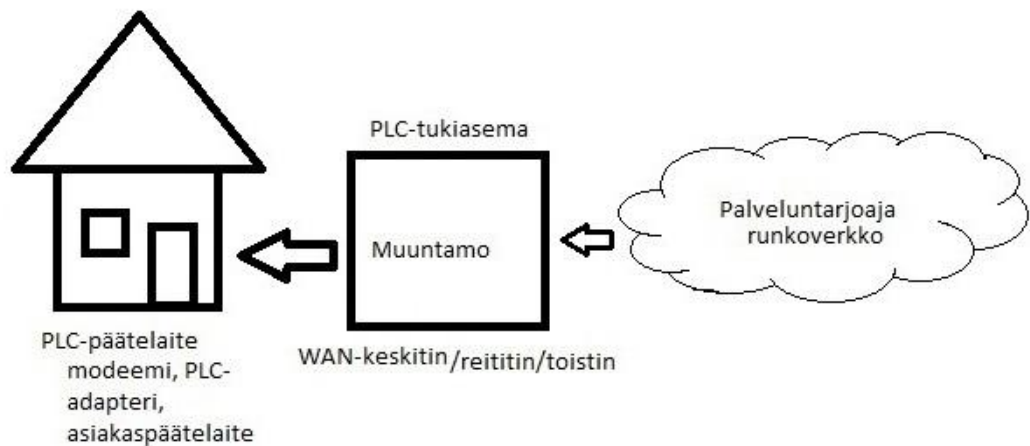 PLC-tukiasema
Muuntamo
Palveluntarjoaja
runkoverkko
PLC-päätelaite
modeemi, PLC-
adapteri,
asiakaspäätelaite
WAN-keskitin/reititin/toistin